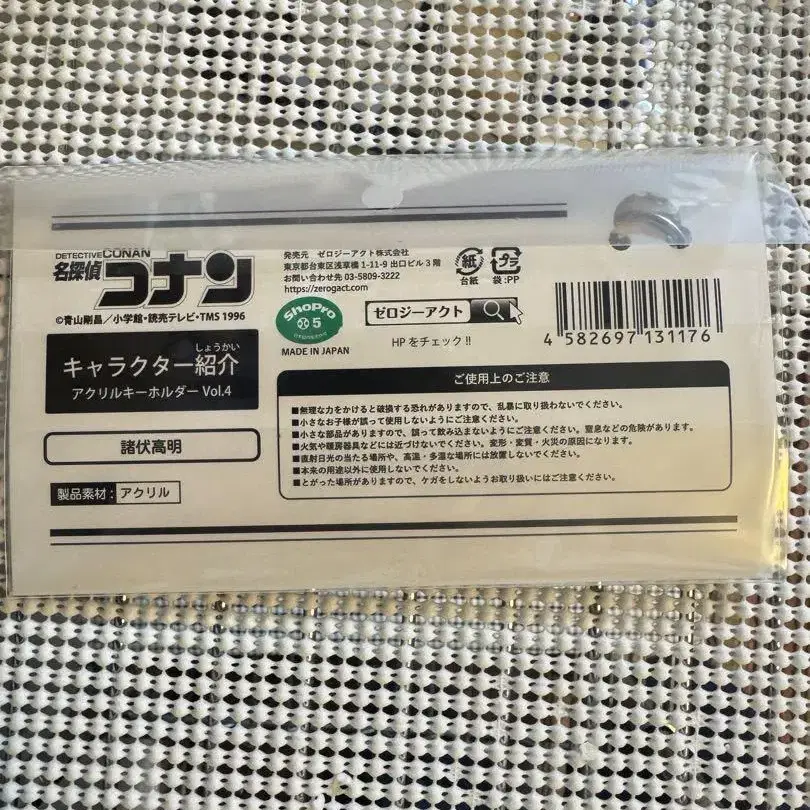 DETECTIVE CONAN
名探偵コナン
©青山剛昌／小学館・読売テレビ・TMS 1996
しょうかい
キャラクター紹介
アクリルキーホルダー Vol.4
諸伏高明
製品素材：アクリル
発売元 ゼロジーアクト株式会社
東京都台東区浅草橋1-11-9 出口ビル3階
お問い合わせ先 03-5809-3222
https://zerogact.com/
紙
台紙
プラ
袋:PP
ShoPro
5
MADE IN JAPAN
ゼロジーアクト
HPをチェック!!
4 582697 131176
ご使用上のご注意
■無理な力をかけると破損する恐れがありますので、乱暴に取り扱わないでください。
■小さなお子様が誤って使用しないようにご注意ください。
■小さな部品がありますので、誤って飲み込まないようにご注意ください。窒息などの危険があります。
■火気や暖房器具などには近づけないでください。変形・変質・火災の原因になります。
■直射日光の当たる場所や、高温・多湿な場所には放置しないでください。
■本来の用途以外に使用しないでください。
■とがった場所がありますので、ケガをしないようお取り扱いにはご注意ください。